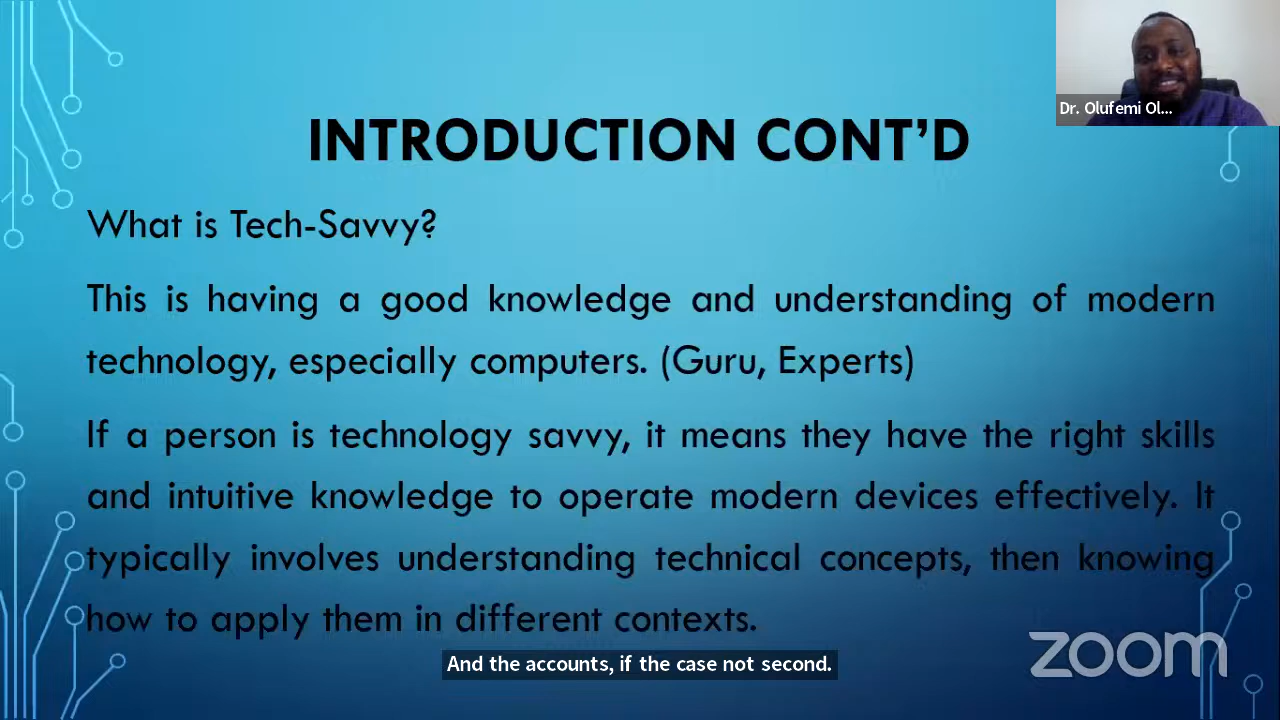 Dr. Olufemi Ol...
INTRODUCTION CONT’D
What is Tech-Savvy?
This is having a good knowledge and understanding of modern
technology, especially computers. (Guru, Experts)
If a person is technology savvy, it means they have the right skills
and intuitive knowledge to operate modern devices effectively. It
typically involves understanding technical concepts, then knowing
how to apply them in different contexts.
And the accounts, if the case not second.
zoom